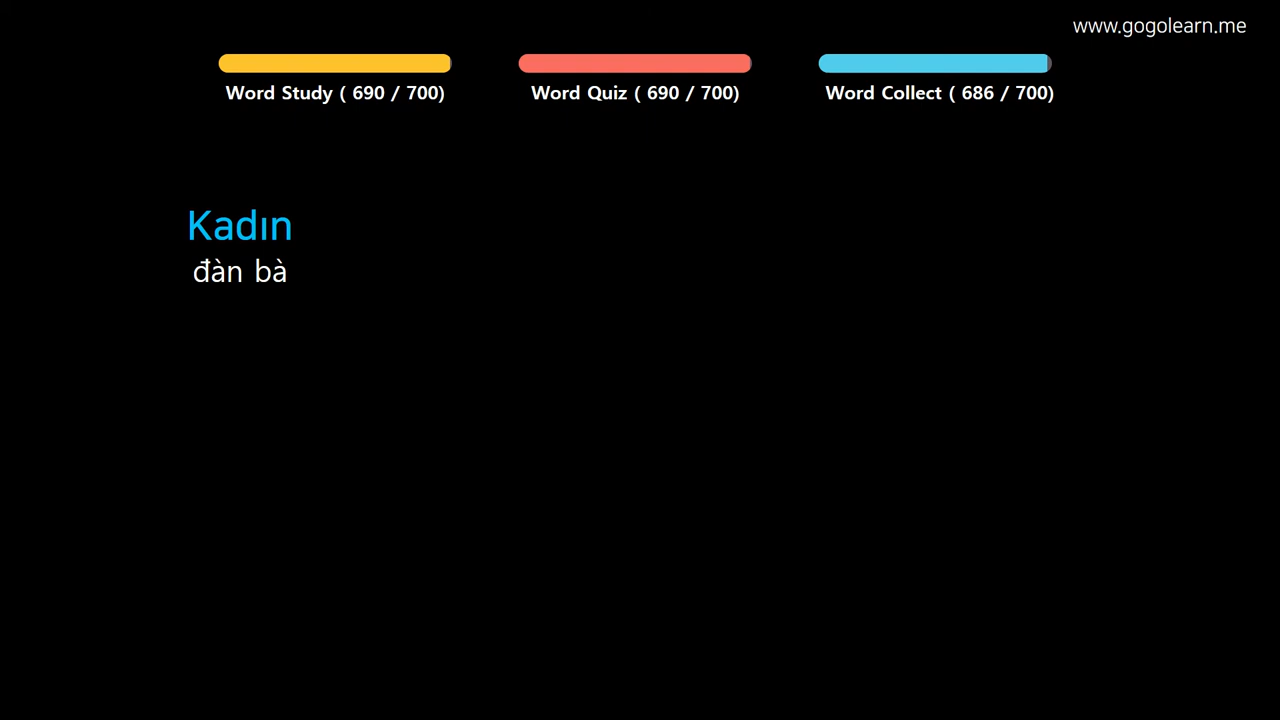 www.gogolearn.me
Word Study ( 690 / 700)
Word Quiz ( 690 / 700)
Word Collect ( 686 / 700)
Kadın
đàn bà